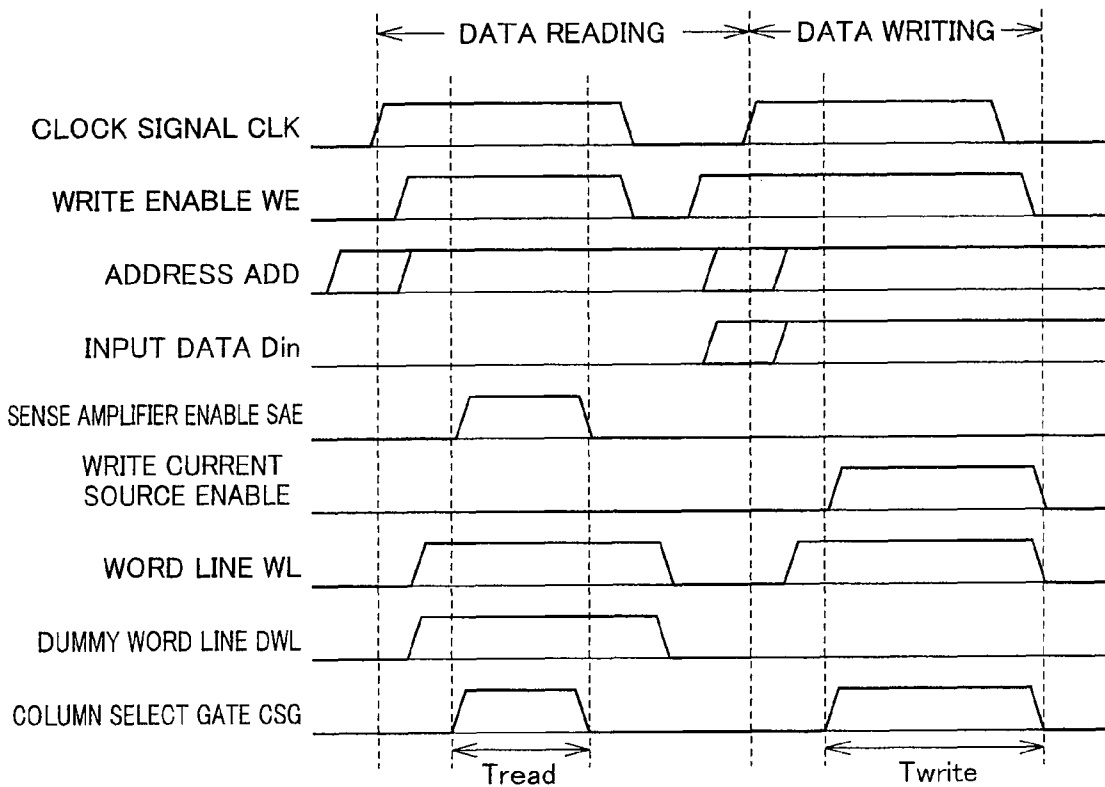 DATA READING DATA WRITING
CLOCK SIGNAL CLK
WRITE ENABLE WE
ADDRESS ADD
INPUT DATA Din
SENSE AMPLIFIER ENABLE SAE
WRITE CURRENT
SOURCE ENABLE
WORD LINE WL
DUMMY WORD LINE DWL
COLUMN SELECT GATE CSG
Tread Twrite